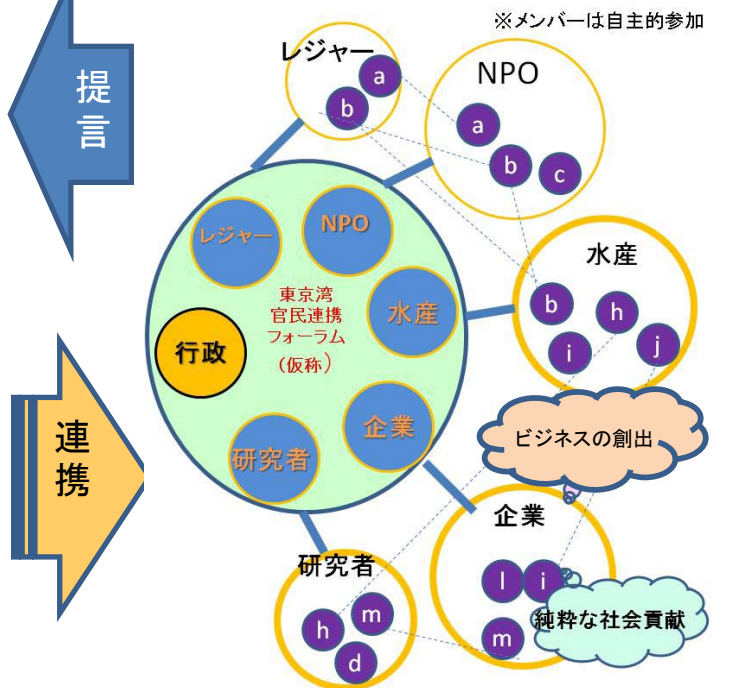 ※メンバーは自主的参加
提
言
レジャー
a
b
NPO
a
b
c
レジャー
NPO
水産
行政
企業
研究者
東京湾
官民連携
フォーラム
(仮称)
水産
b
h
i
j
連
携
ビジネスの創出
企業
l
i
m
純粋な社会貢献
研究者
h
m
d